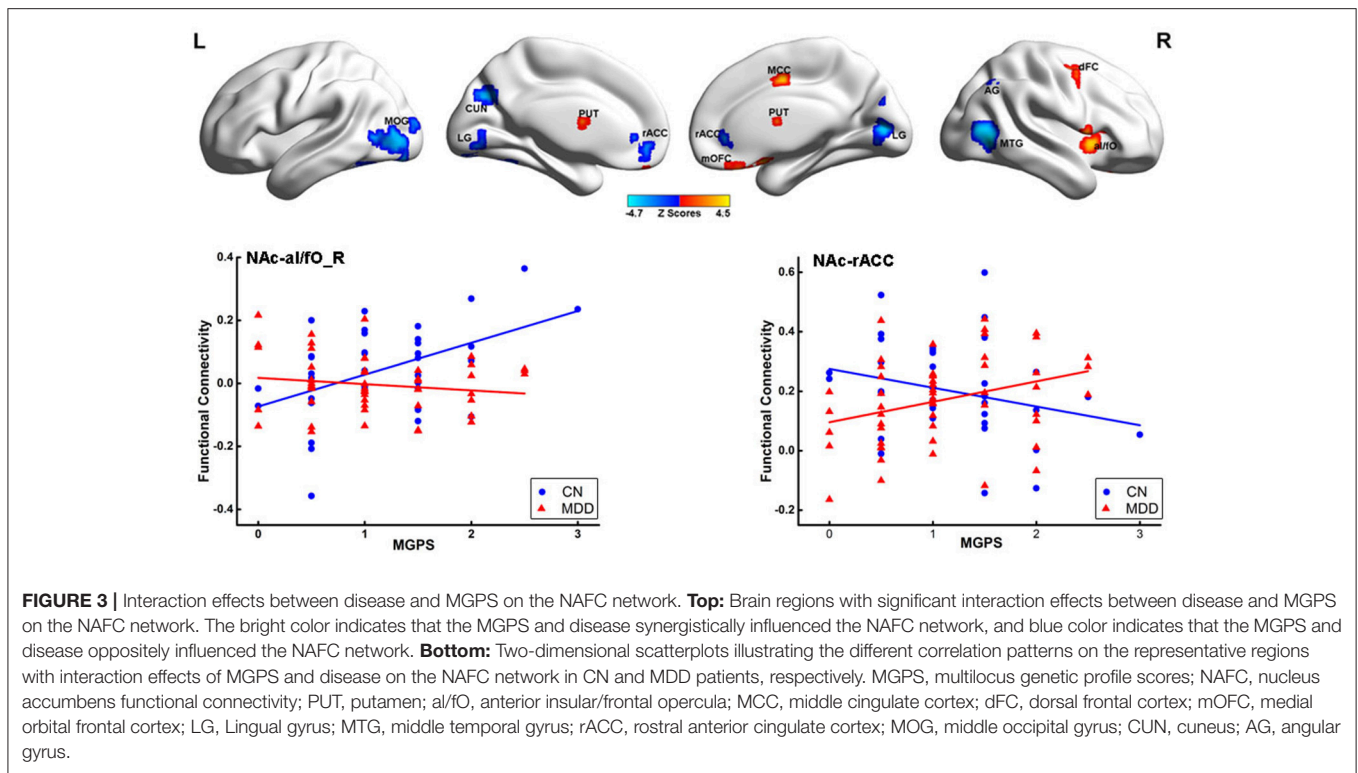 L
R
MOG
CUN
LG
PUT
rACC
MCC
PUT
rACC
mOFC
LG
AG
dFC
MTG
aI/fO
-4.7 Z Scores 4.5
NAc-aI/fO_R
Functional Connectivity
0.4
0.2
0.0
-0.2
-0.4
0 1 2 3
MGPS
CN
MDD
NAc-rACC
Functional Connectivity
0.6
0.4
0.2
0.0
-0.2
0 1 2 3
MGPS
CN
MDD
FIGURE 3 | Interaction effects between disease and MGPS on the NAFC network. Top: Brain regions with significant interaction effects between disease and MGPS
on the NAFC network. The bright color indicates that the MGPS and disease synergistically influenced the NAFC network, and blue color indicates that the MGPS and
disease oppositely influenced the NAFC network. Bottom: Two-dimensional scatterplots illustrating the different correlation patterns on the representative regions
with interaction effects of MGPS and disease on the NAFC network in CN and MDD patients, respectively. MGPS, multilocus genetic profile scores; NAFC, nucleus
accumbens functional connectivity; PUT, putamen; aI/fO, anterior insular/frontal opercula; MCC, middle cingulate cortex; dFC, dorsal frontal cortex; mOFC, medial
orbital frontal cortex; LG, Lingual gyrus; MTG, middle temporal gyrus; rACC, rostral anterior cingulate cortex; MOG, middle occipital gyrus; CUN, cuneus; AG, angular
gyrus.